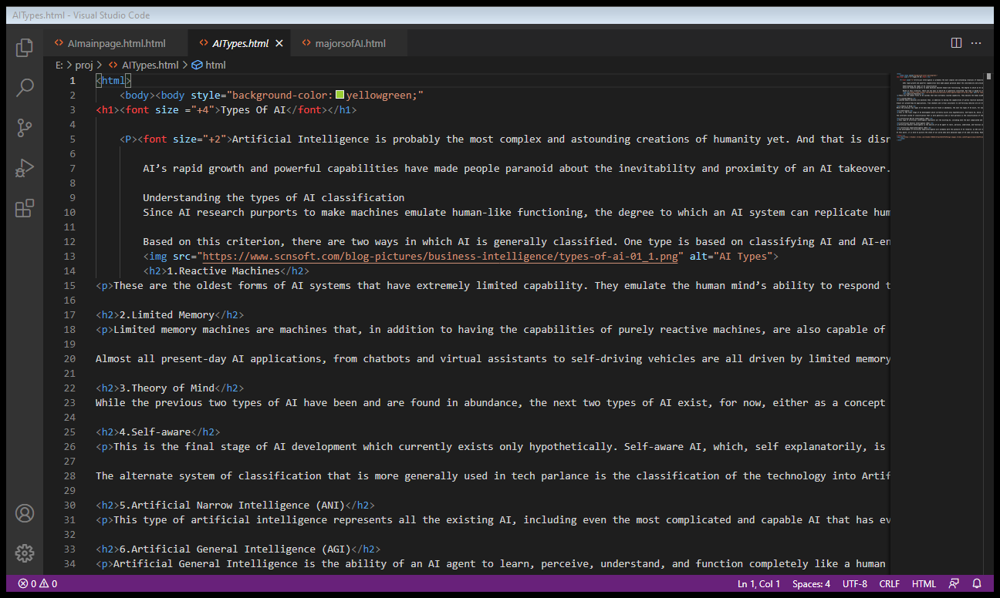 AITypes.html - Visual Studio Code
AImainpage.html.html
AITypes.html
majorsofAI.html
E: > proj > AITypes.html > html
1 <html>
2 <body><body style="background-color: yellowgreen;"
3 <h1><font size ="+4">Types Of AI</font></h1>
4
5 <P><font size="+2">Artificial Intelligence is probably the most complex and astounding creations of humanity yet. And that is
6
7 AI’s rapid growth and powerful capabilities have made people paranoid about the inevitability and proximity of an AI takeover.
8
9 Understanding the types of AI classification
10 Since AI research purports to make machines emulate human-like functioning, the degree to which an AI system can replicate
11
12 Based on this criterion, there are two ways in which AI is generally classified. One type is based on classifying AI and
13 <img src="https://www.scnsoft.com/blog-pictures/business-intelligence/types-of-ai-01_1.png" alt="AI Types">
14 <h2>1.Reactive Machines</h2>
15 <p>These are the oldest forms of AI systems that have extremely limited capability. They emulate the human mind’s ability to respond
16
17 <h2>2.Limited Memory</h2>
18 <p>Limited memory machines are machines that, in addition to having the capabilities of purely reactive machines, are also capable of
19
20 Almost all present-day AI applications, from chatbots and virtual assistants to self-driving vehicles are all driven by limited memory
21
22 <h2>3.Theory of Mind</h2>
23 While the previous two types of AI have been and are found in abundance, the next two types of AI exist, for now, either as a concept
24
25 <h2>4.Self-aware</h2>
26 <p>This is the final stage of AI development which currently exists only hypothetically. Self-aware AI, which, self explanatorily, is
27
28 The alternate system of classification that is more generally used in tech parlance is the classification of the technology into
29
30 <h2>5.Artificial Narrow Intelligence (ANI)</h2>
31 <p>This type of artificial intelligence represents all the existing AI, including even the most complicated and capable AI that has
32
33 <h2>6.Artificial General Intelligence (AGI)</h2>
34 <p>Artificial General Intelligence is the ability of an AI agent to learn, perceive, understand, and function completely like a human
0 0 Ln 1, Col 1 Spaces: 4 UTF-8 CRLF HTML